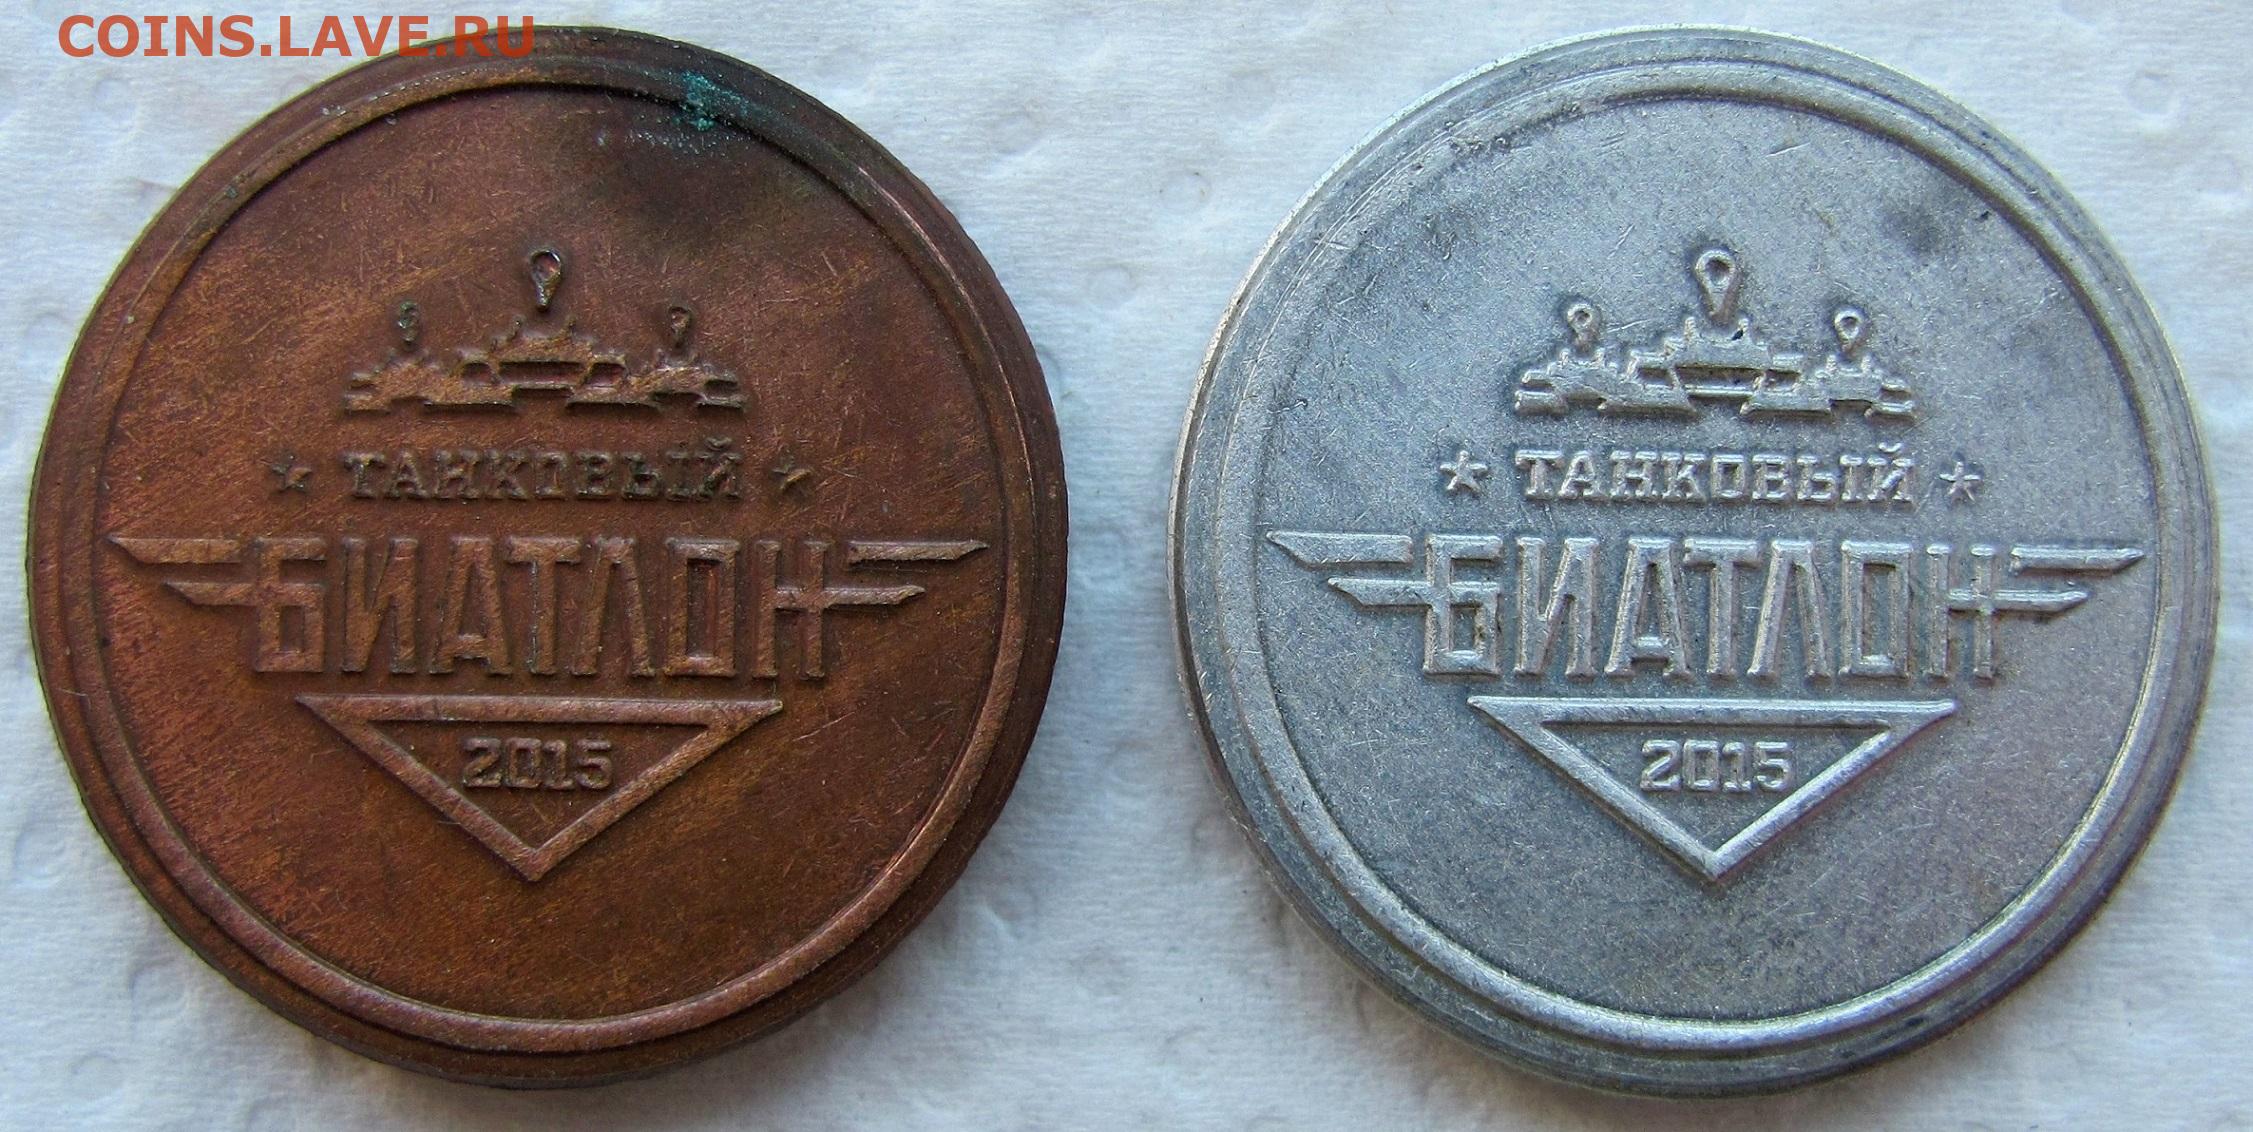 COINS.LAVE.RU
ТАНКОВЫЙ
БИАТЛОН
2015
ТАНКОВЫЙ
БИАТЛОН
2015